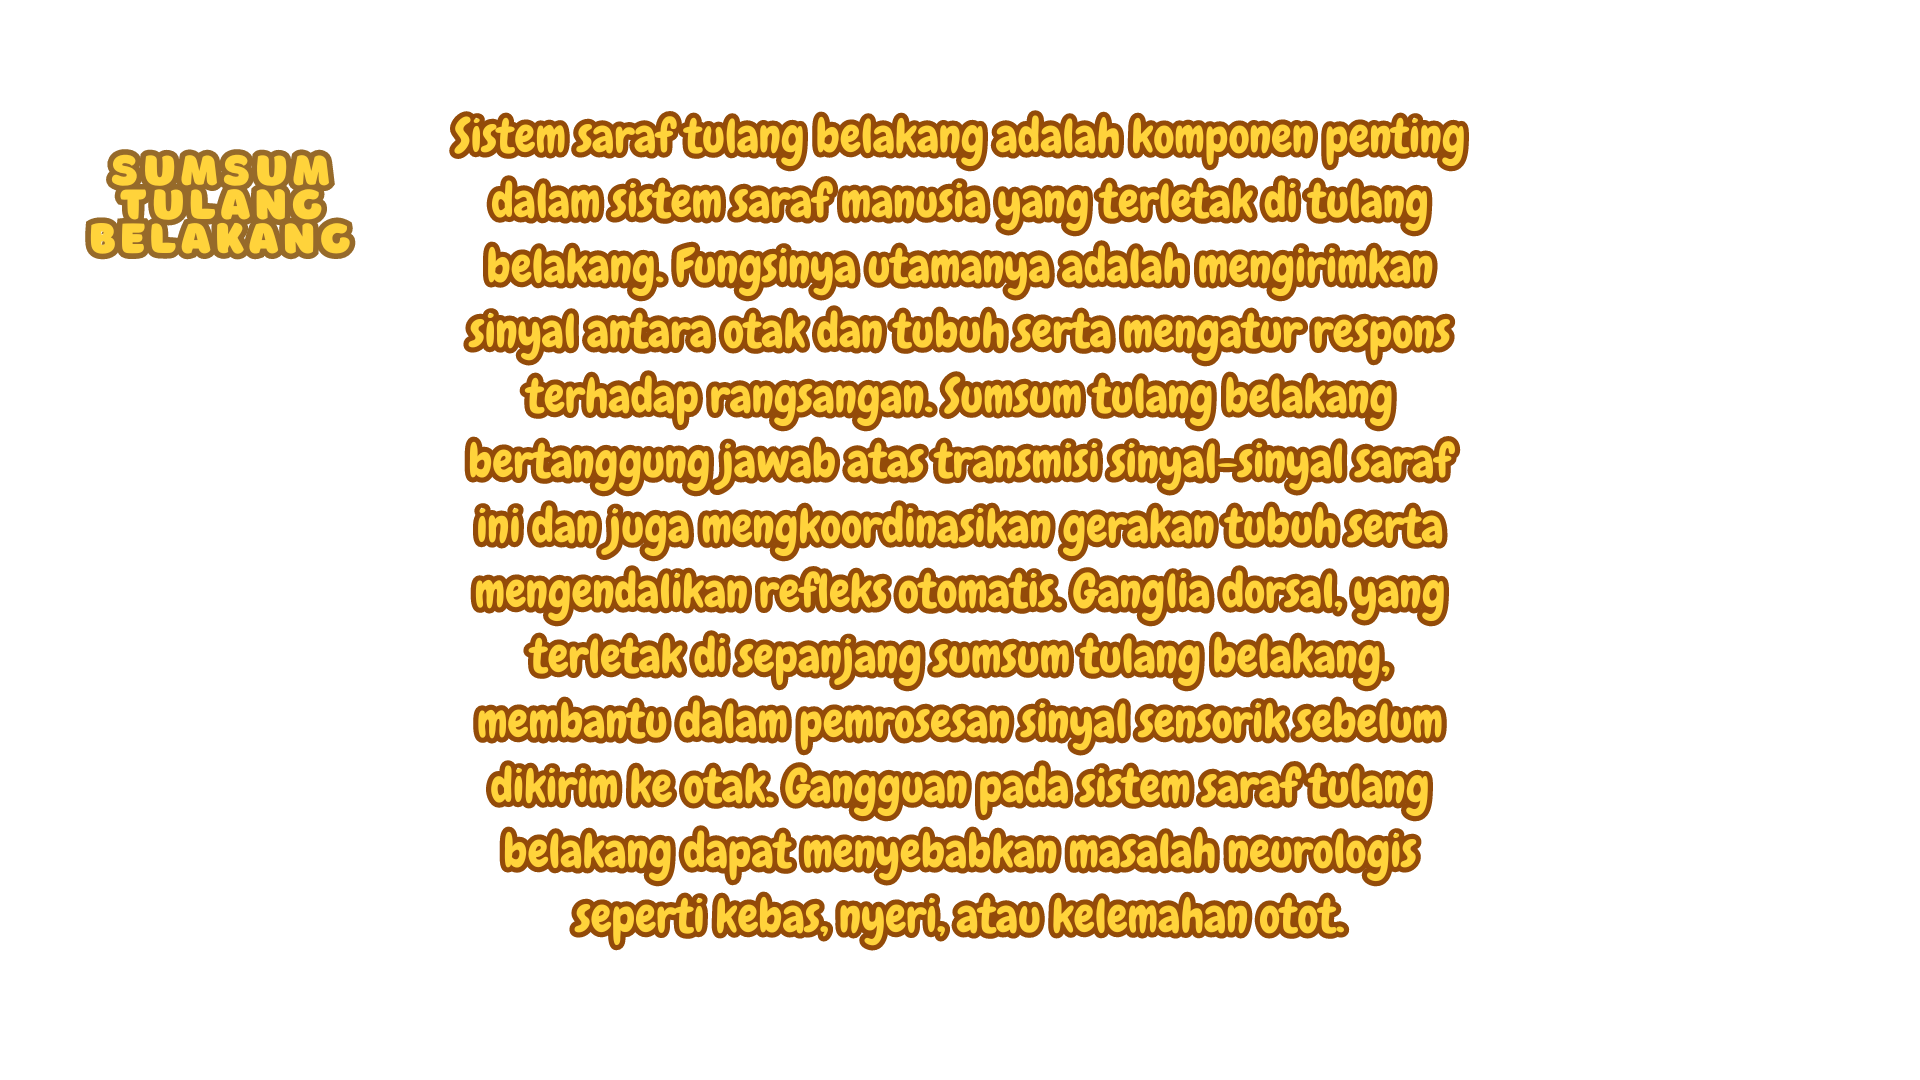 SUMSUM
TULANG
BELAKANG
Sistem saraf tulang belakang adalah komponen penting
dalam sistem saraf manusia yang terletak di tulang
belakang. Fungsinya utamanya adalah mengirimkan
sinyal antara otak dan tubuh serta mengatur respons
terhadap rangsangan. Sumsum tulang belakang
bertanggung jawab atas transmisi sinyal-sinyal saraf
ini dan juga mengkoordinasikan gerakan tubuh serta
mengendalikan refleks otomatis. Ganglia dorsal, yang
terletak di sepanjang sumsum tulang belakang,
membantu dalam pemrosesan sinyal sensorik sebelum
dikirim ke otak. Gangguan pada sistem saraf tulang
belakang dapat menyebabkan masalah neurologis
seperti kebas, nyeri, atau kelemahan otot.